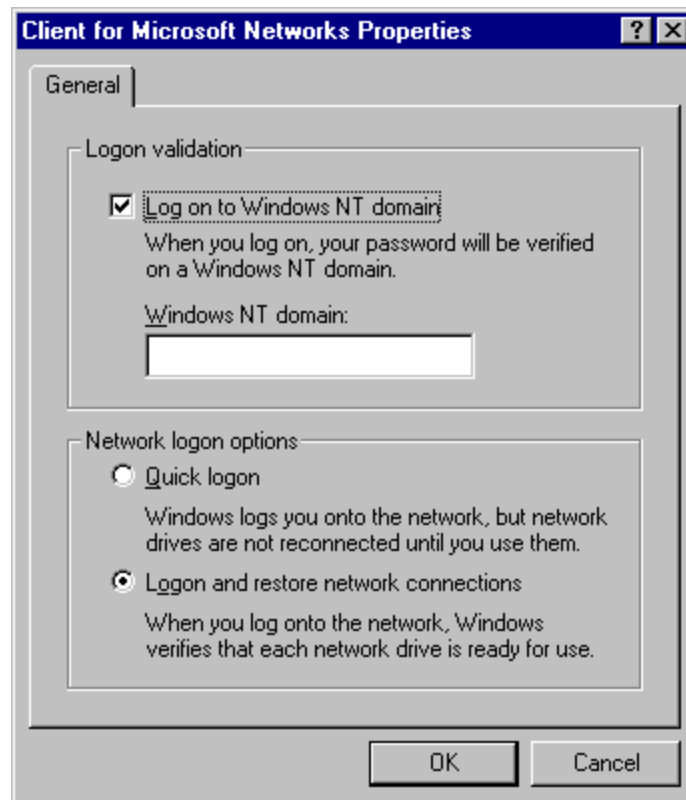 Client for Microsoft Networks Properties
General
Logon validation
Log on to Windows NT domain
When you log on, your password will be verified
on a Windows NT domain.
Windows NT domain:
Network logon options
Quick logon
Windows logs you onto the network, but network
drives are not reconnected until you use them.
Logon and restore network connections
When you log onto the network, Windows
verifies that each network drive is ready for use.
OK Cancel